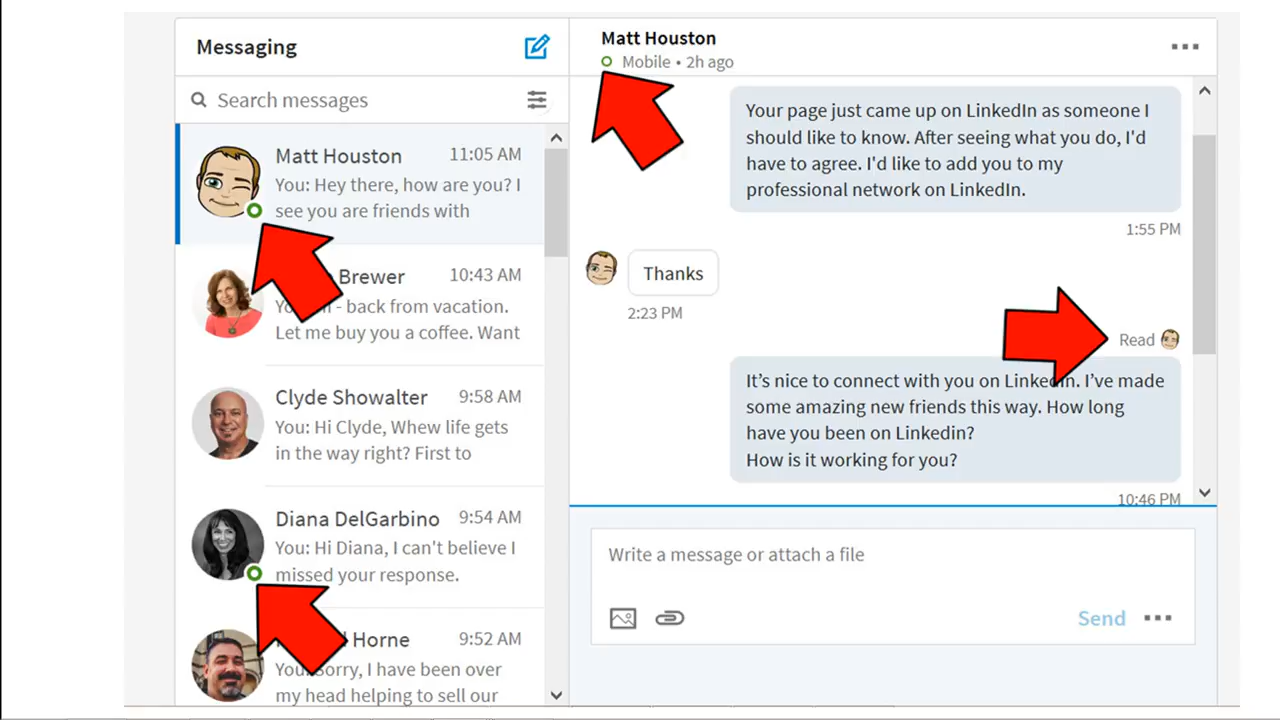 Messaging
Search messages
Matt Houston 11:05 AM
You: Hey there, how are you? I
see you are friends with
Brewer 10:43 AM
- back from vacation.
Let me buy you a coffee. Want
Clyde Showalter 9:58 AM
You: Hi Clyde, Whew life gets
in the way right? First to
Diana DelGarbino 9:54 AM
You: Hi Diana, I can't believe I
missed your response.
Horne 9:52 AM
You: Sorry, I have been over
my head helping to sell our
Matt Houston
Mobile • 2h ago
Your page just came up on LinkedIn as someone I
should like to know. After seeing what you do, I'd
have to agree. I'd like to add you to my
professional network on LinkedIn.
1:55 PM
Thanks
2:23 PM
Read
It’s nice to connect with you on LinkedIn. I’ve made
some amazing new friends this way. How long
have you been on Linkedin?
How is it working for you?
10:46 PM
Write a message or attach a file
Send